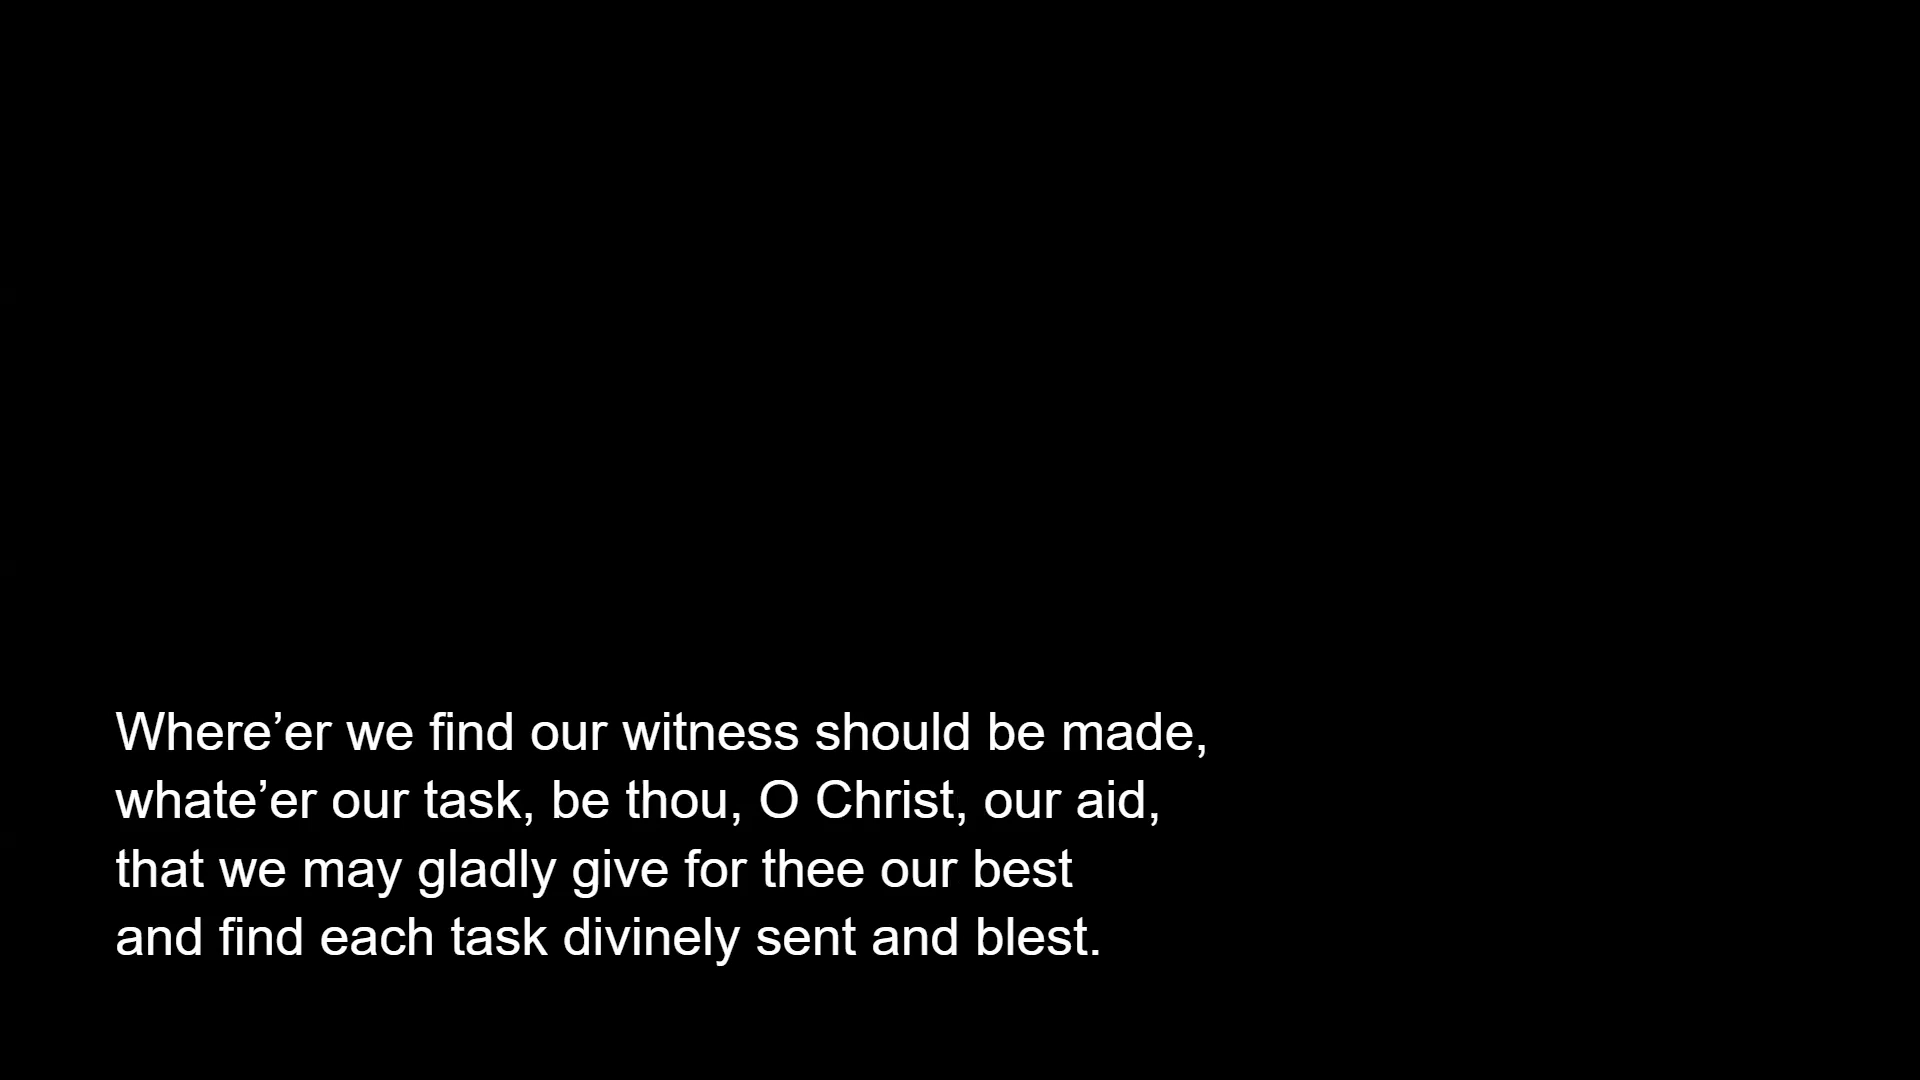 Where’er we find our witness should be made,
whate’er our task, be thou, O Christ, our aid,
that we may gladly give for thee our best
and find each task divinely sent and blest.